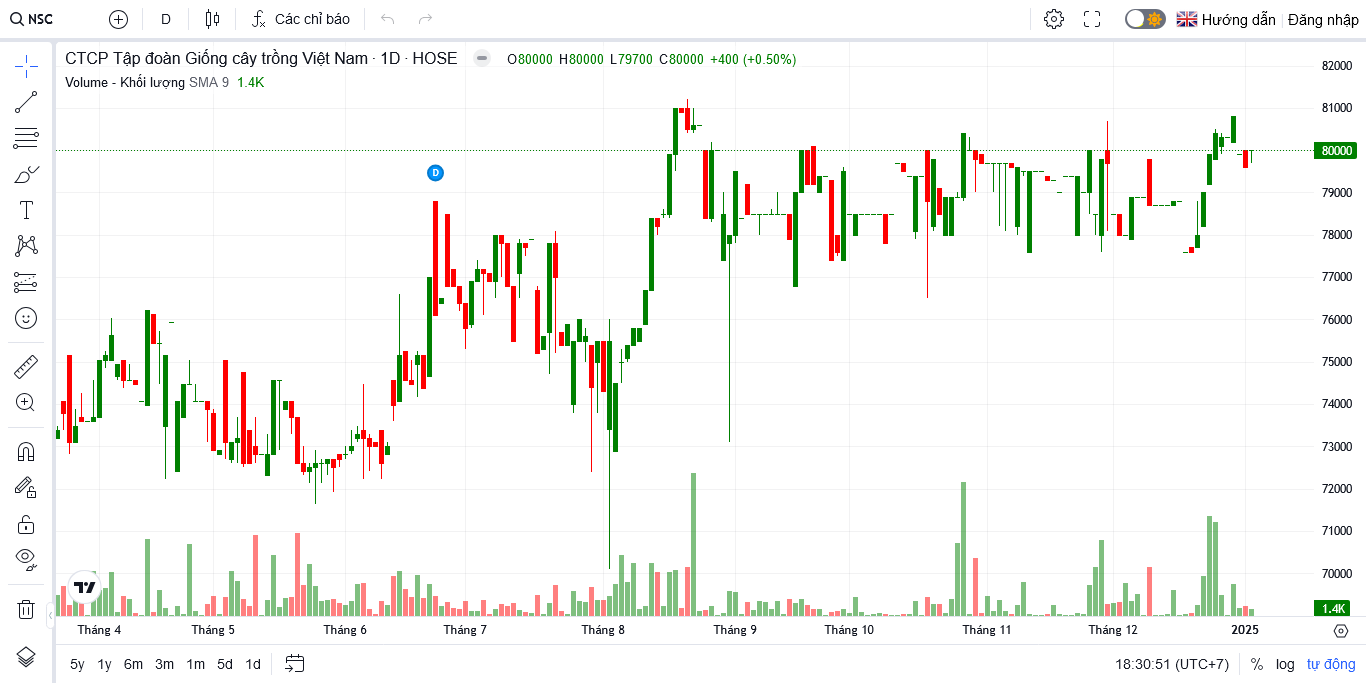 NSC D Các chỉ báo Hướng dẫn Đăng nhập
CTCP Tập đoàn Giống cây trồng Việt Nam · 1D · HOSE O80000 H80000 L79700 C80000 +400 (+0.50%)
Volume - Khối lượng SMA 9 1.4K
D
82000
81000
80000
79000
78000
77000
76000
75000
74000
73000
72000
71000
70000
1.4K
Tháng 4 Tháng 5 Tháng 6 Tháng 7 Tháng 8 Tháng 9 Tháng 10 Tháng 11 Tháng 12 2025
5y 1y 6m 3m 1m 5d 1d 18:30:51 (UTC+7) % log tự động